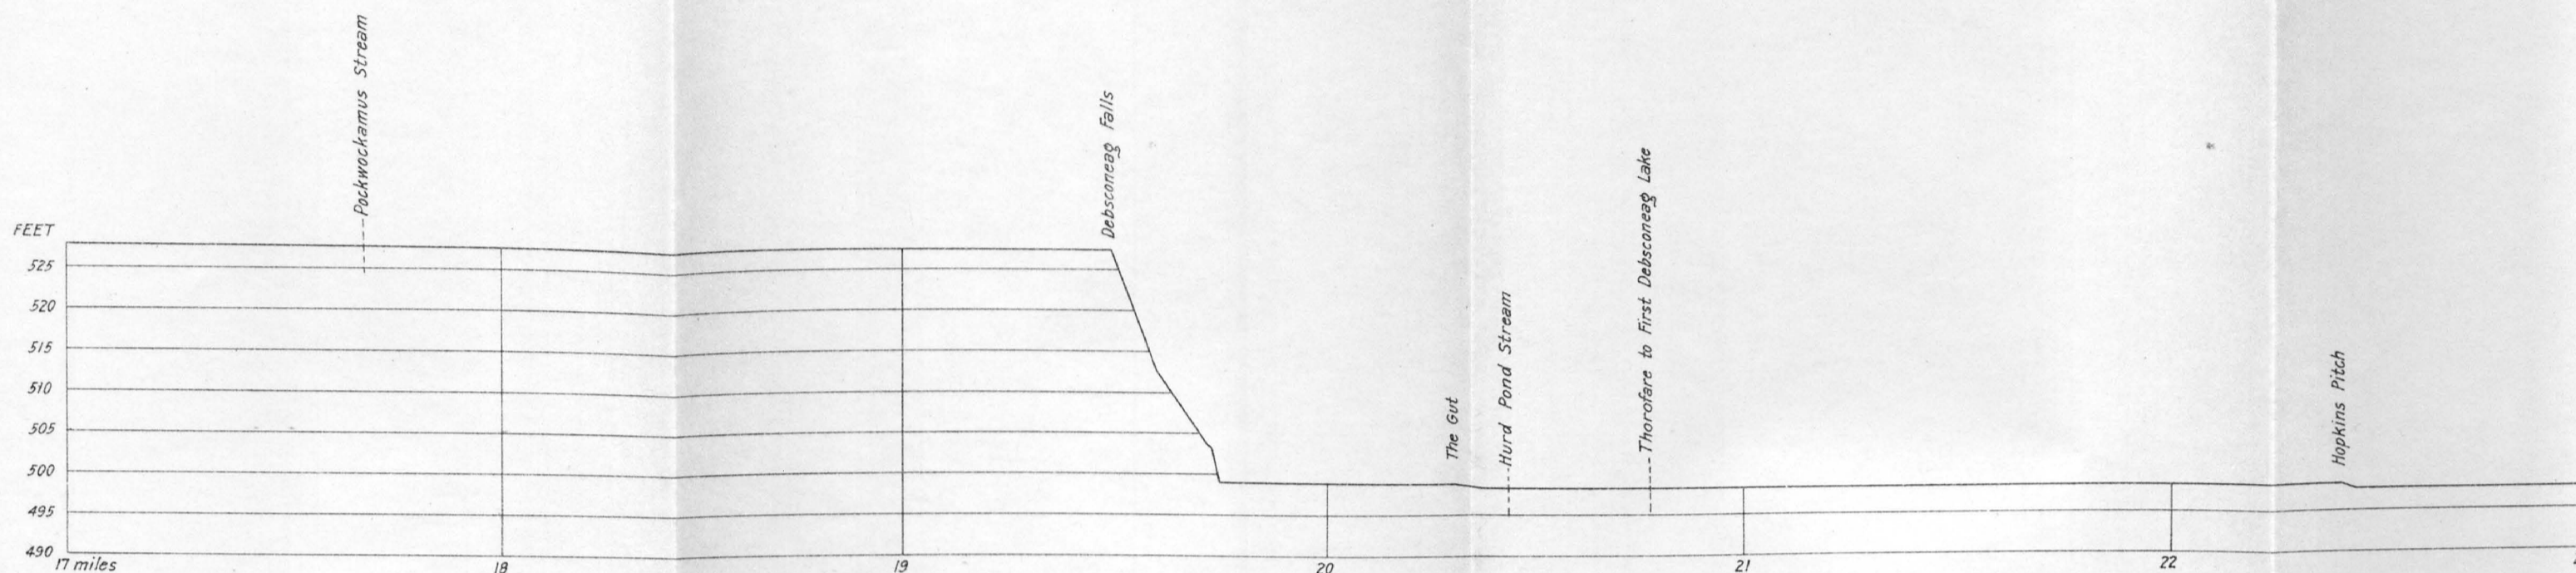 Pockwockamus Stream
Debsconeag Falls
Thorofare to First Debsconeag Lake
FEET
525
520
515
510
505
500
495
490
The Gut
Hurd Pond Stream
Hopkins Pitch
17 miles
18
19
20
21
22